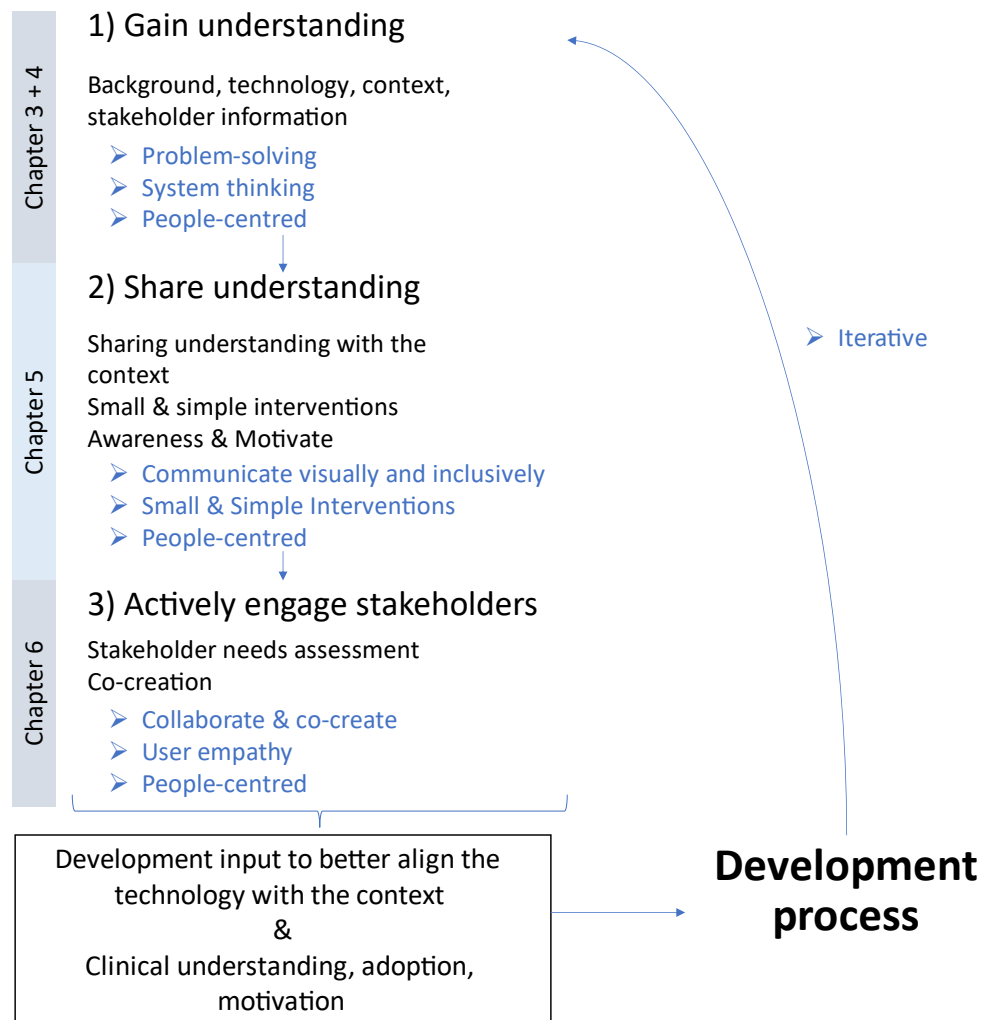 Chapter 3 + 4
1) Gain understanding
Background, technology, context,
stakeholder information
➢ Problem-solving
➢ System thinking
➢ People-centred
Chapter 5
2) Share understanding
Sharing understanding with the
context
Small & simple interventions
Awareness & Motivate
➢ Communicate visually and inclusively
➢ Small & Simple Interventions
➢ People-centred
Chapter 6
3) Actively engage stakeholders
Stakeholder needs assessment
Co-creation
➢ Collaborate & co-create
➢ User empathy
➢ People-centred
Development input to better align the
technology with the context
&
Clinical understanding, adoption,
motivation
➢ Iterative
Development
process